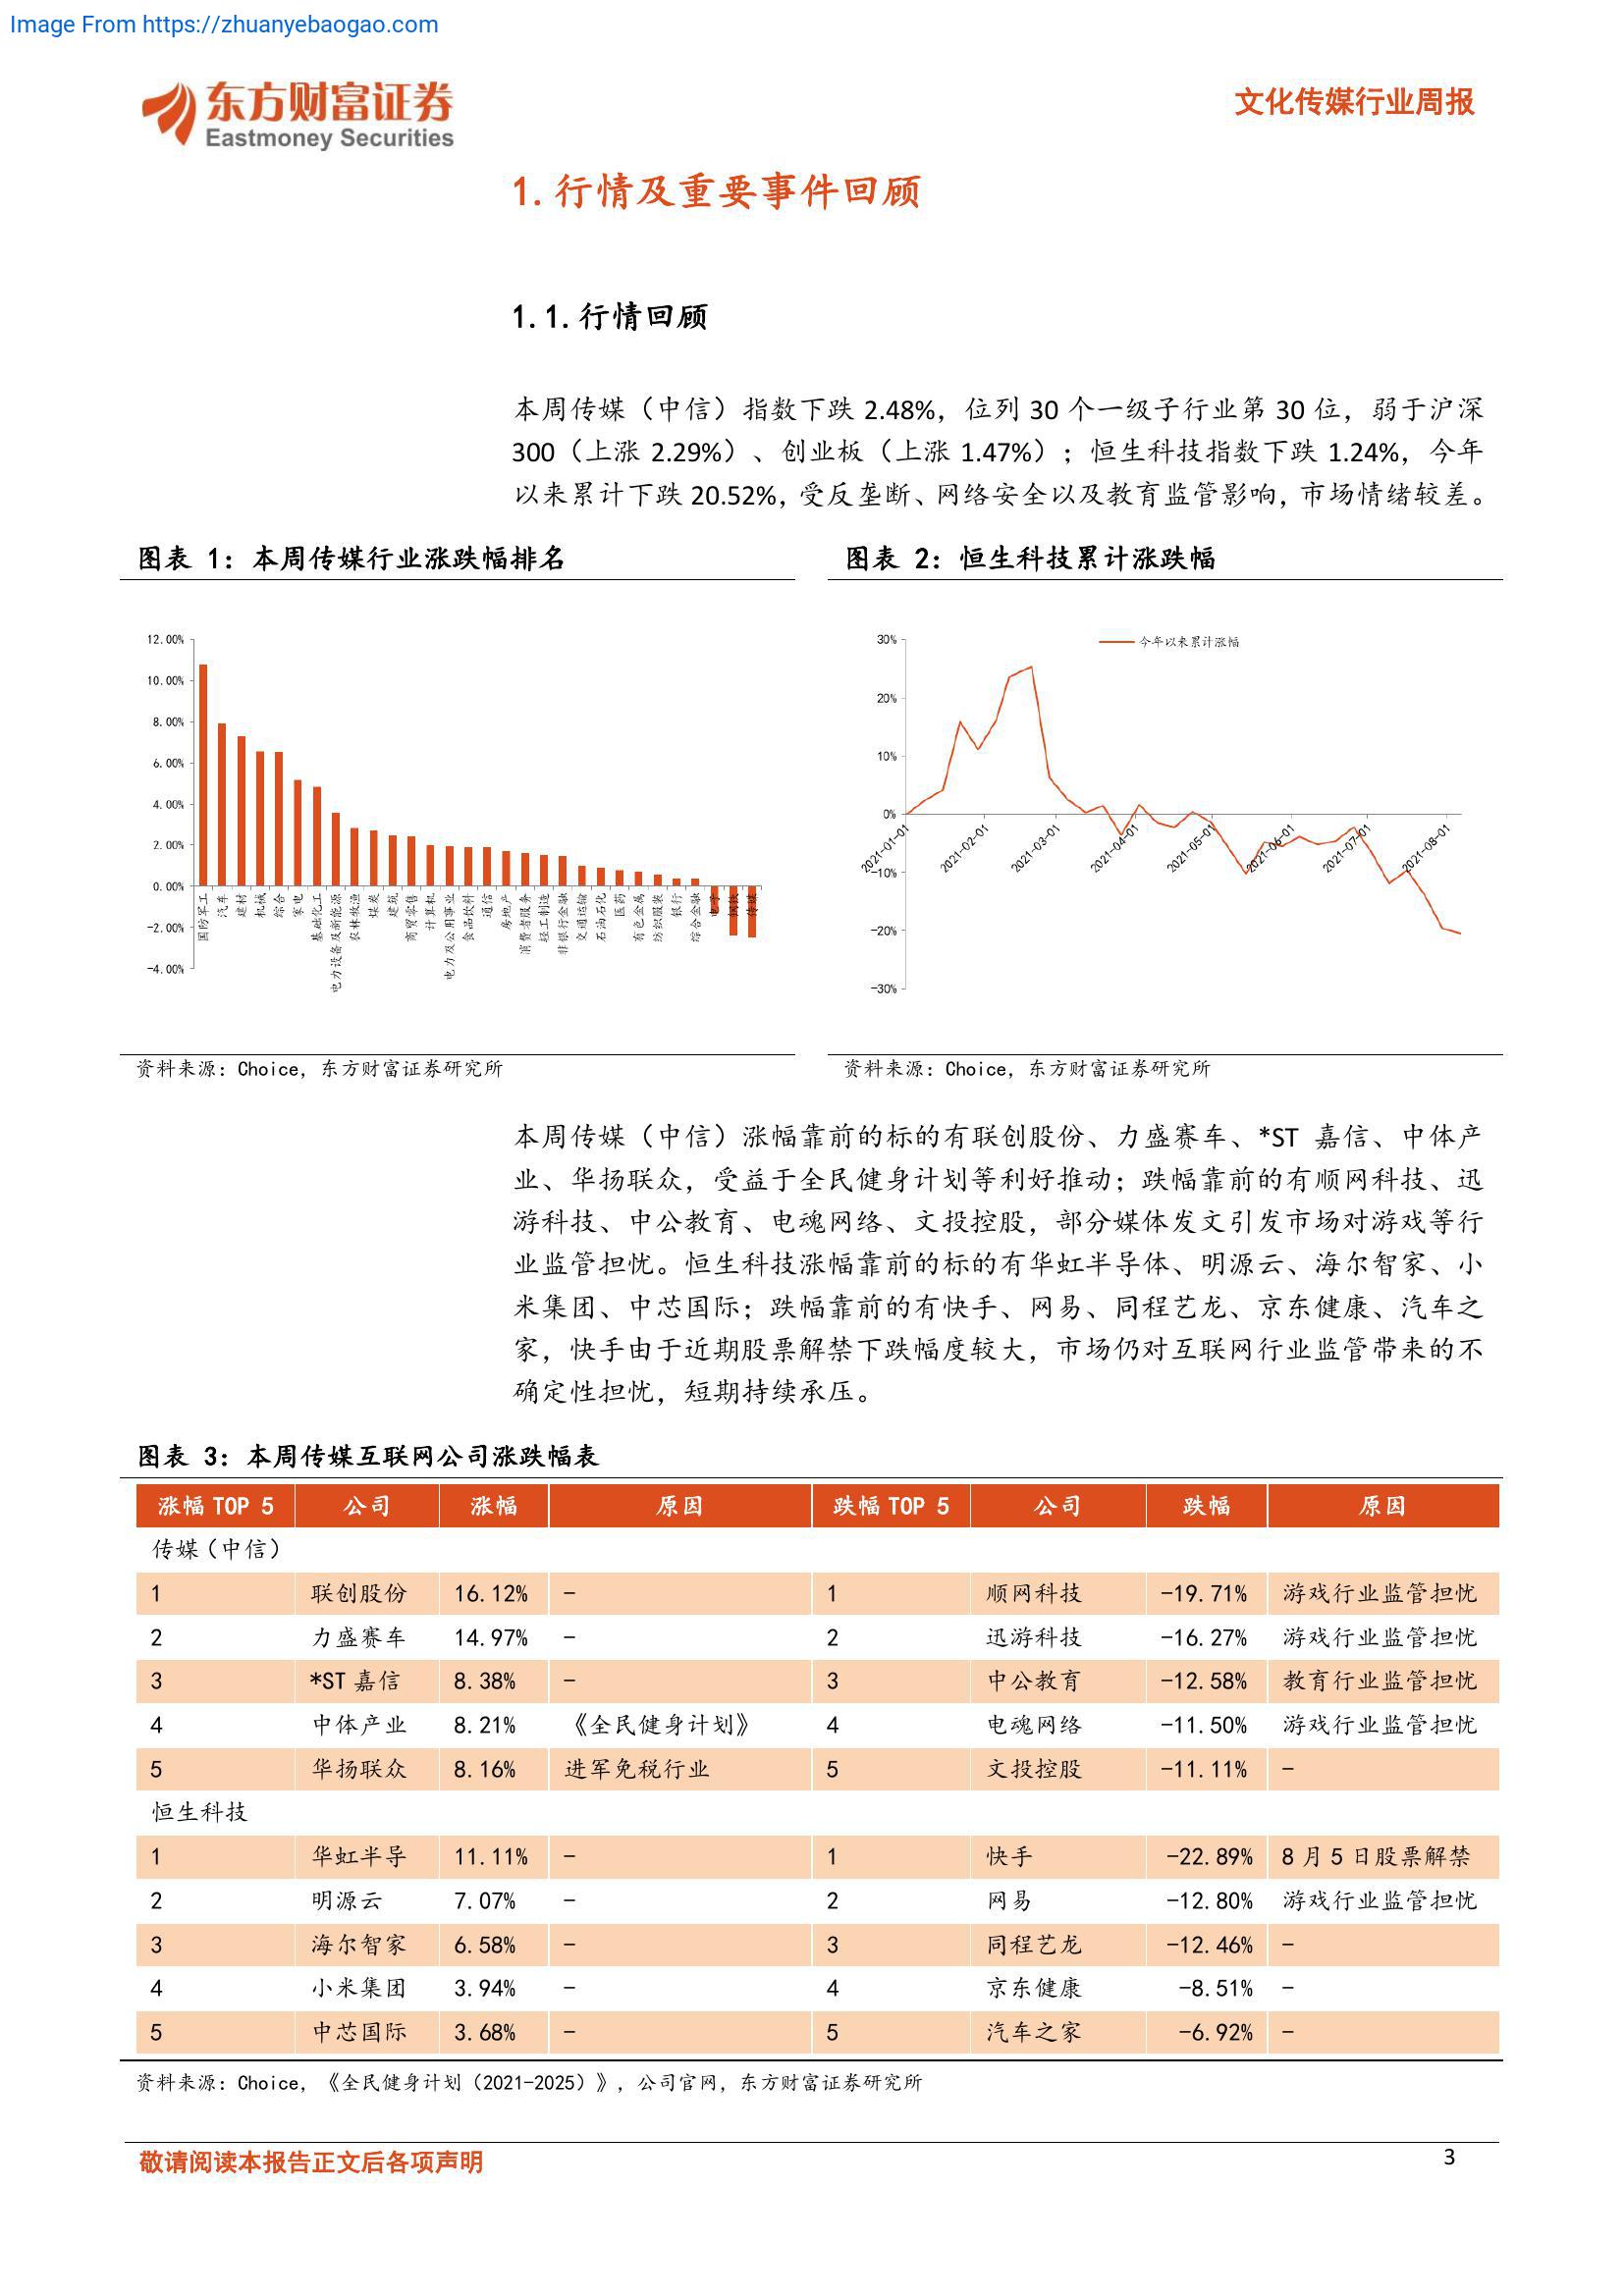 Image From https://zhuanyebaogao.com
东方财富证券
Eastmoney Securities
文化传媒行业周报
1.行情及重要事件回顾
1.1.行情回顾
本周传媒（中信）指数下跌 2.48%，位列 30 个一级子行业第 30 位，弱于沪深
300（上涨 2.29%）、创业板（上涨 1.47%）；恒生科技指数下跌 1.24%，今年
以来累计下跌 20.52%，受反垄断、网络安全以及教育监管影响，市场情绪较差。
图表 1：本周传媒行业涨跌幅排名
12.00%
10.00%
8.00%
6.00%
4.00%
2.00%
0.00%
-2.00%
-4.00%
国防军工
汽车
建材
机械
综合
家电
基础化工
电力设备及新能源
农林牧渔
煤炭
建筑
商贸零售
计算机
电力及公用事业
食品饮料
通信
房地产
消费者服务
轻工制造
非银行金融
交通运输
石油石化
医药
有色金属
纺织服装
银行
综合金融
电子
钢铁
传媒
资料来源：Choice，东方财富证券研究所
图表 2：恒生科技累计涨跌幅
今年以来累计涨幅
30%
20%
10%
0%
-10%
-20%
-30%
2021-01-01
2021-02-01
2021-03-01
2021-04-01
2021-05-01
2021-06-01
2021-07-01
2021-08-01
资料来源：Choice，东方财富证券研究所
本周传媒（中信）涨幅靠前的标的有联创股份、力盛赛车、*ST 嘉信、中体产
业、华扬联众，受益于全民健身计划等利好推动；跌幅靠前的有顺网科技、迅
游科技、中公教育、电魂网络、文投控股，部分媒体发文引发市场对游戏等行
业监管担忧。恒生科技涨幅靠前的标的有华虹半导体、明源云、海尔智家、小
米集团、中芯国际；跌幅靠前的有快手、网易、同程艺龙、京东健康、汽车之
家，快手由于近期股票解禁下跌幅度较大，市场仍对互联网行业监管带来的不
确定性担忧，短期持续承压。
图表 3：本周传媒互联网公司涨跌幅表
涨幅 TOP 5 公司 涨幅 原因 跌幅 TOP 5 公司 跌幅 原因
传媒（中信）
1 联创股份 16.12% - 1 顺网科技 -19.71% 游戏行业监管担忧
2 力盛赛车 14.97% - 2 迅游科技 -16.27% 游戏行业监管担忧
3 *ST 嘉信 8.38% - 3 中公教育 -12.58% 教育行业监管担忧
4 中体产业 8.21% 《全民健身计划》 4 电魂网络 -11.50% 游戏行业监管担忧
5 华扬联众 8.16% 进军免税行业 5 文投控股 -11.11% -
恒生科技
1 华虹半导 11.11% - 1 快手 -22.89% 8 月 5 日股票解禁
2 明源云 7.07% - 2 网易 -12.80% 游戏行业监管担忧
3 海尔智家 6.58% - 3 同程艺龙 -12.46% -
4 小米集团 3.94% - 4 京东健康 -8.51% -
5 中芯国际 3.68% - 5 汽车之家 -6.92% -
资料来源：Choice，《全民健身计划（2021-2025）》，公司官网，东方财富证券研究所
敬请阅读本报告正文后各项声明
3